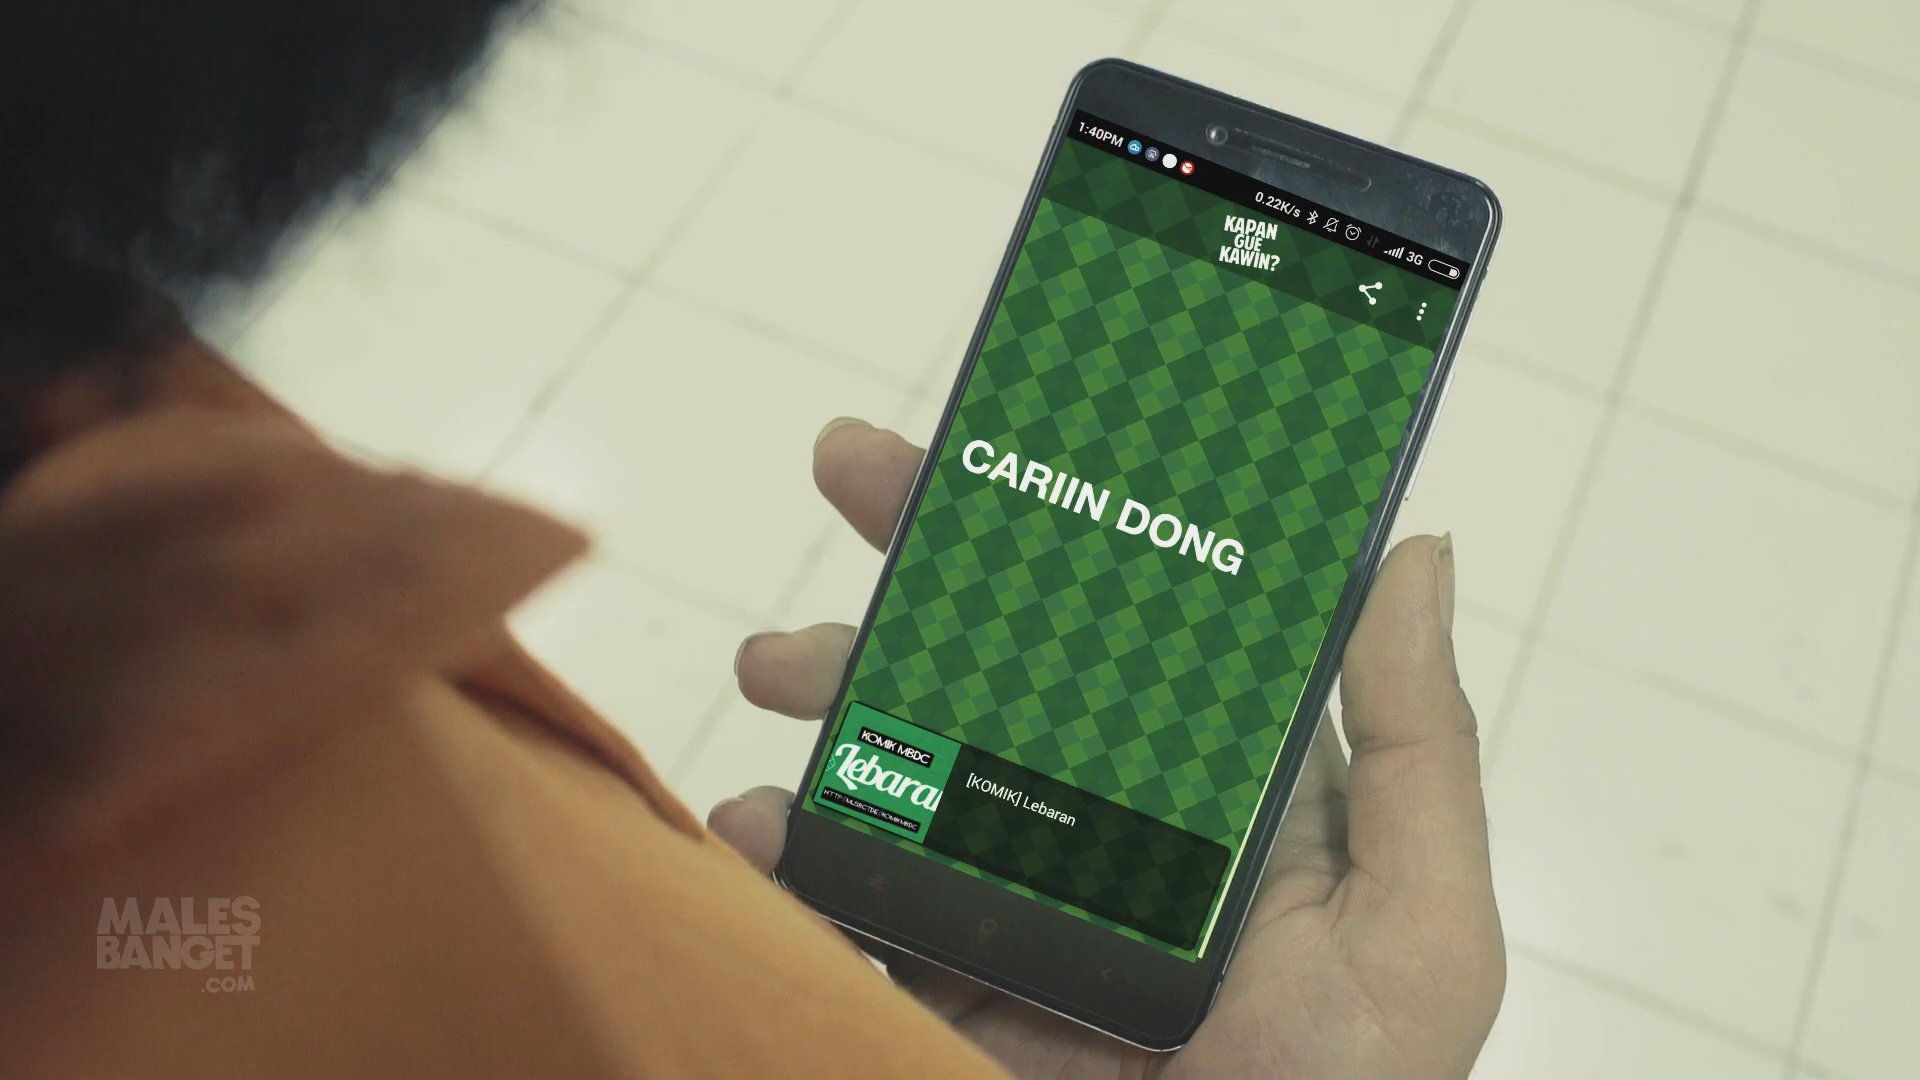 1:40PM
0.22K/s
3G
KAPAN
GUE
KAWIN?
CARIIN DONG
KOMIK MBDC
Lebaran
[KOMIK] Lebaran
MALES
BANGET
.COM